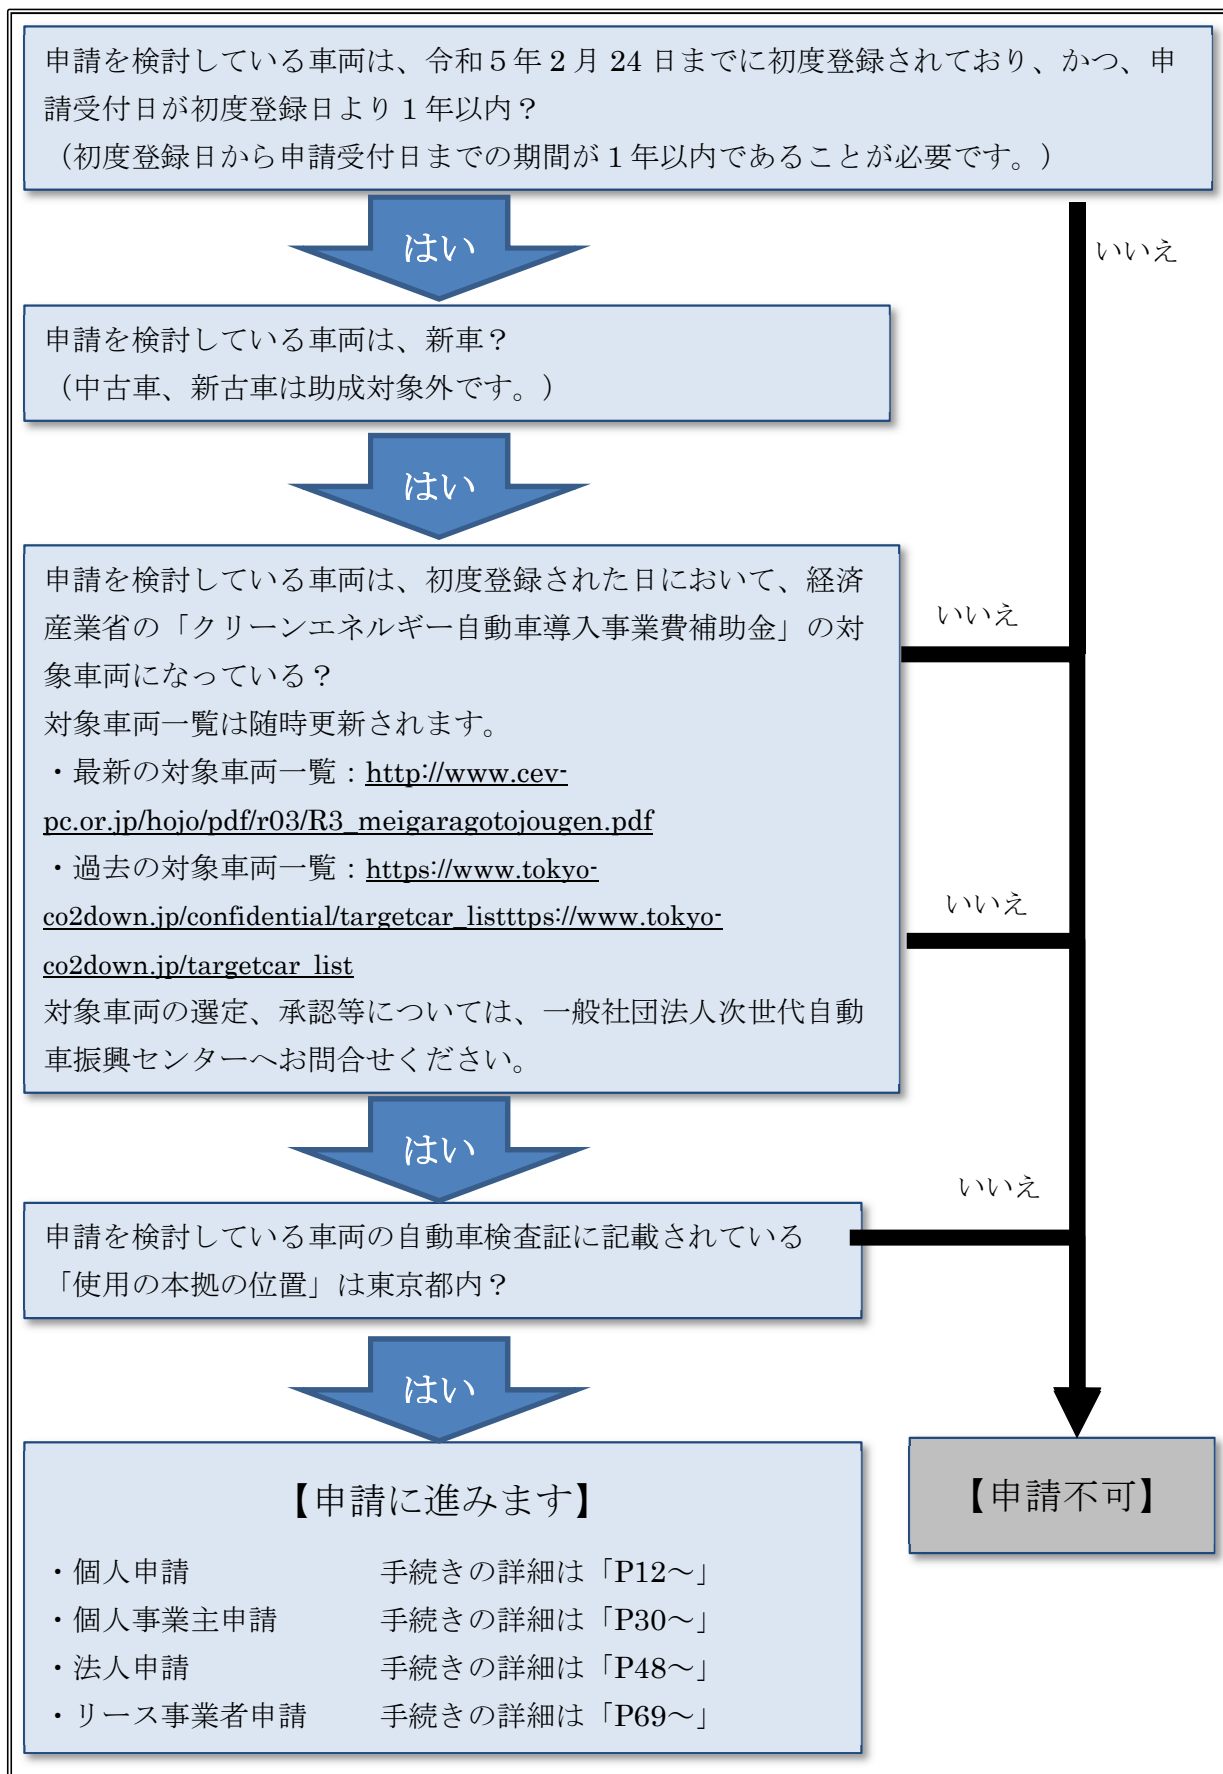 申請を検討している車両は、令和５年２月 24 日までに初度登録されており、かつ、申
請受付日が初度登録日より１年以内？
（初度登録日から申請受付日までの期間が１年以内であることが必要です。）
はい
いいえ
申請を検討している車両は、新車？
（中古車、新古車は助成対象外です。）
はい
申請を検討している車両は、初度登録された日において、経済
産業省の「クリーンエネルギー自動車導入事業費補助金」の対
象車両になっている？
対象車両一覧は随時更新されます。
・最新の対象車両一覧：http://www.cev-
pc.or.jp/hojo/pdf/r03/R3_meigaragotojougen.pdf
・過去の対象車両一覧：https://www.tokyo-
co2down.jp/confidential/targetcar_listttps://www.tokyo-
co2down.jp/targetcar_list
対象車両の選定、承認等については、一般社団法人次世代自動
車振興センターへお問合せください。
いいえ
いいえ
はい
いいえ
申請を検討している車両の自動車検査証に記載されている
「使用の本拠の位置」は東京都内？
はい
【申請に進みます】
・個人申請 手続きの詳細は「P12～」
・個人事業主申請 手続きの詳細は「P30～」
・法人申請 手続きの詳細は「P48～」
・リース事業者申請 手続きの詳細は「P69～」
【申請不可】